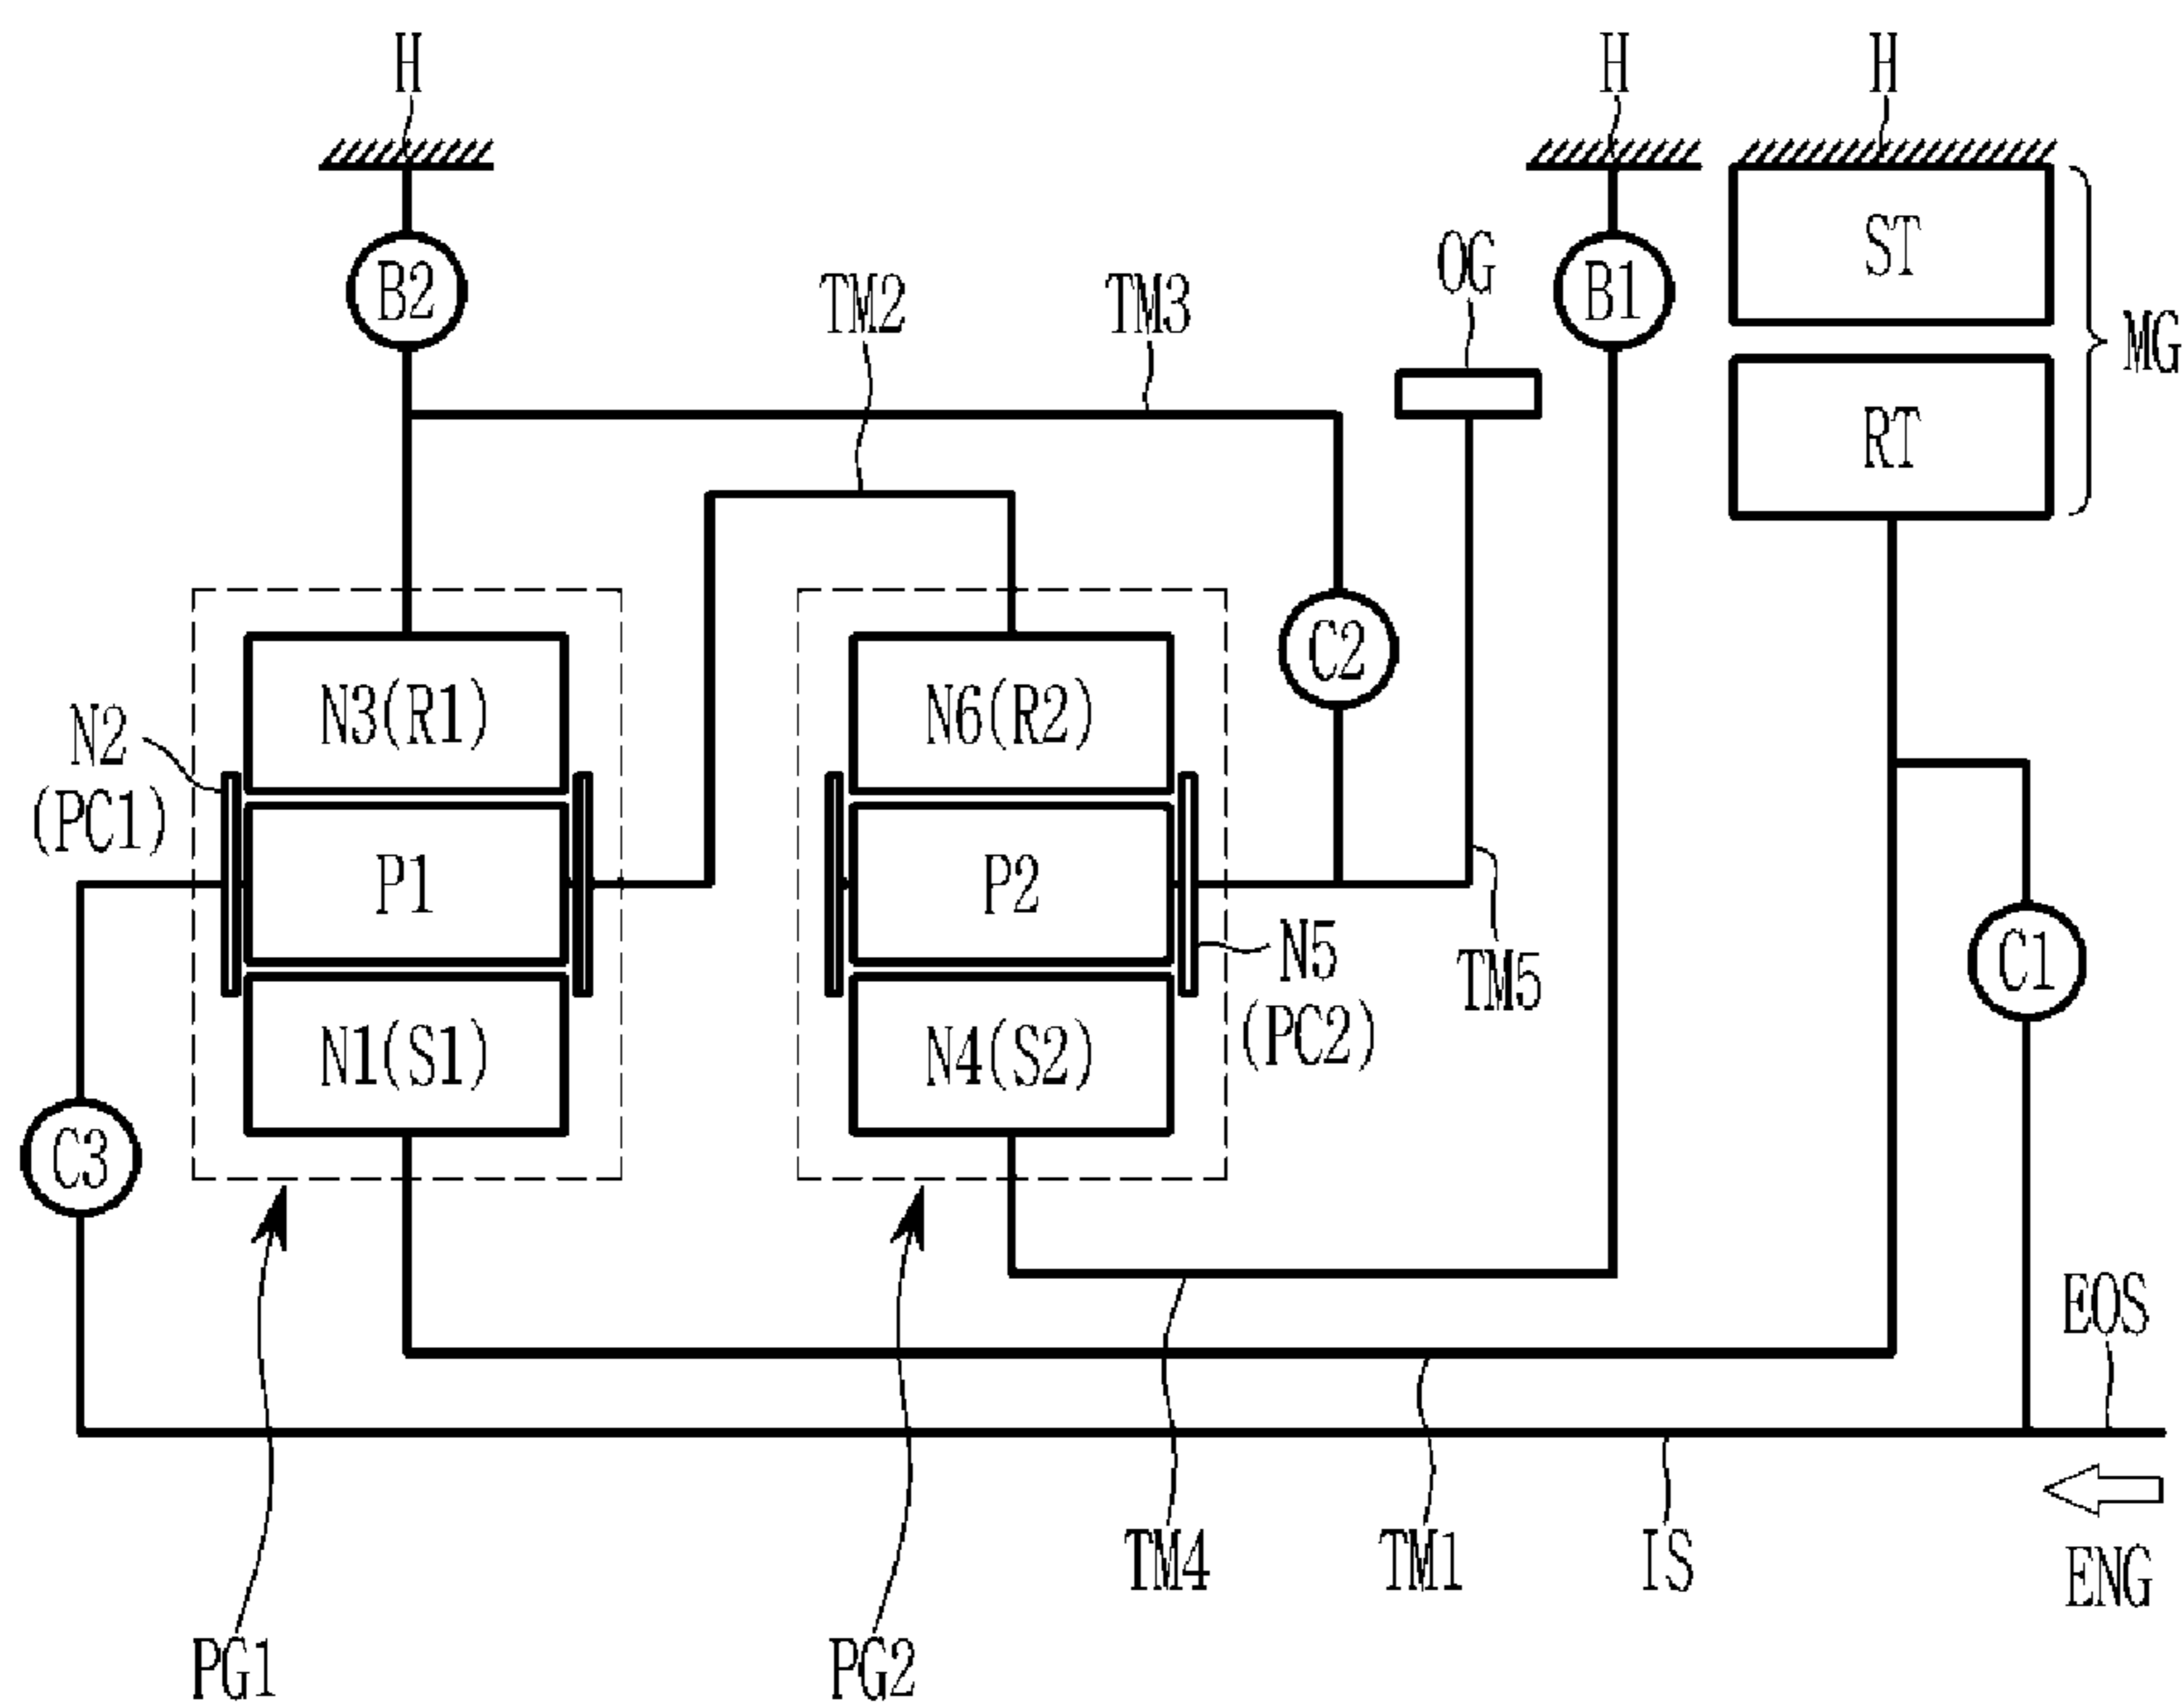 H H H
B2 TM2 TM3 OG B1 ST
MG
RT
N2
(PC1)
N3(R1) N6(R2) C2
P1 P2
N5
(PC2)
TM5
C1
N1(S1) N4(S2)
C3
EOS
TM4 TM1 IS
ENG
PG1 PG2